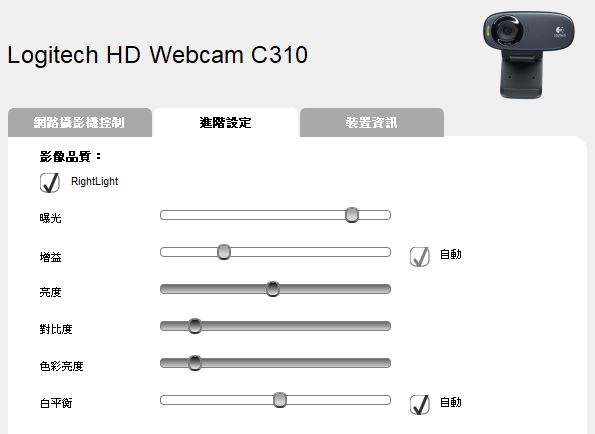 Logitech HD Webcam C310
Logitech
網路攝影機控制
進階設定
裝置資訊
影像品質：
RightLight
曝光
增益
自動
亮度
對比度
色彩亮度
白平衡
自動